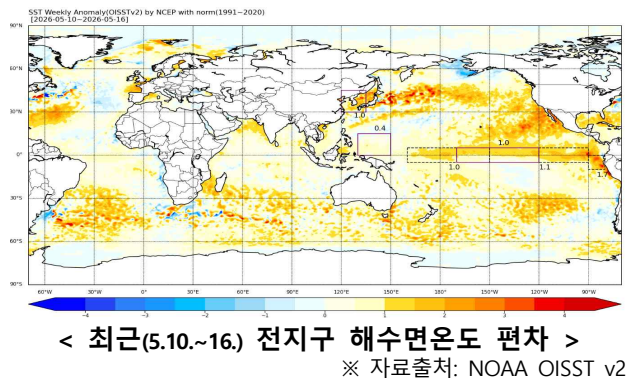 SST Weekly Anomaly(OISSTv2) by NCEP with norm(1991~2020)
[2026-05-10~2026-05-16]
90°N
60°N
30°N
0°
30°S
60°S
90°S
1.0
0.4
1.0
1.0
1.1
1.7
60°W 30°W 0° 30°E 60°E 90°E 120°E 150°E 180° 150°W 120°W 90°W
-4 -3 -2 -1 0 1 2 3 4
< 최근(5.10.~16.) 전지구 해수면온도 편차 >
※ 자료출처: NOAA OISST v2